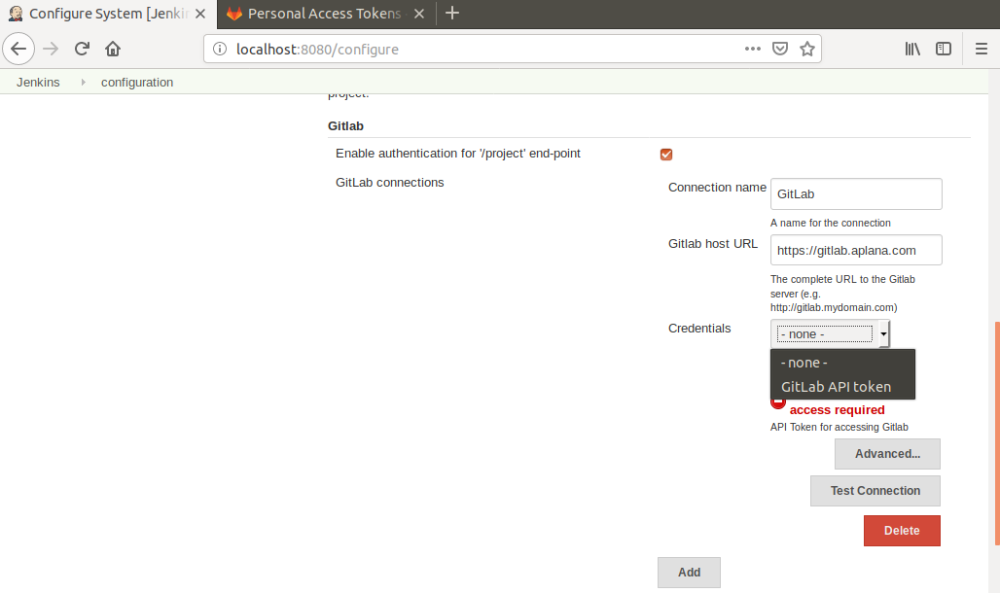 Configure System [Jenki
Personal Access Tokens
localhost:8080/configure
Jenkins
configuration
project.
Gitlab
Enable authentication for '/project' end-point
GitLab connections
Connection name
GitLab
A name for the connection
Gitlab host URL
https://gitlab.aplana.com
The complete URL to the Gitlab
server (e.g.
http://gitlab.mydomain.com)
Credentials
- none -
- none -
GitLab API token
access required
API Token for accessing Gitlab
Advanced...
Test Connection
Delete
Add